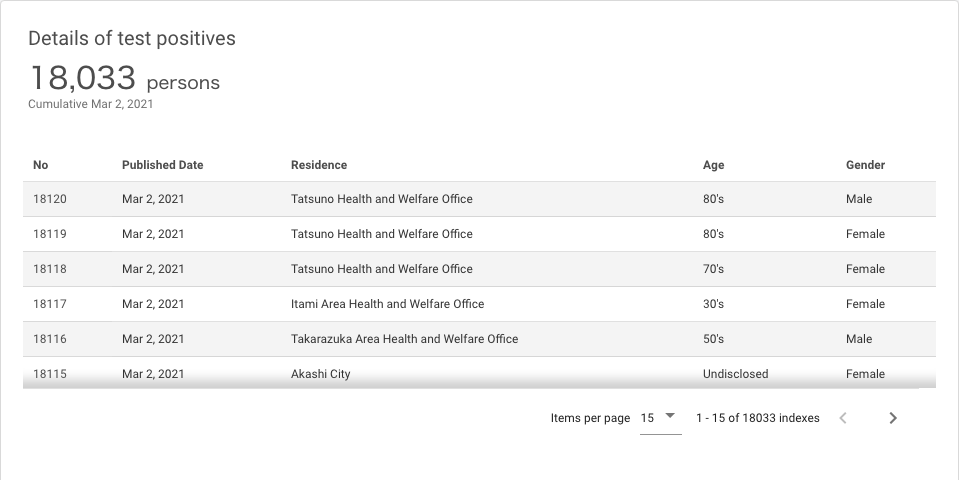 Details of test positives
18,033 persons
Cumulative Mar 2, 2021
No Published Date Residence Age Gender
18120 Mar 2, 2021 Tatsuno Health and Welfare Office 80's Male
18119 Mar 2, 2021 Tatsuno Health and Welfare Office 80's Female
18118 Mar 2, 2021 Tatsuno Health and Welfare Office 70's Female
18117 Mar 2, 2021 Itami Area Health and Welfare Office 30's Female
18116 Mar 2, 2021 Takarazuka Area Health and Welfare Office 50's Male
18115 Mar 2, 2021 Akashi City Undisclosed Female
Items per page 15 1 - 15 of 18033 indexes